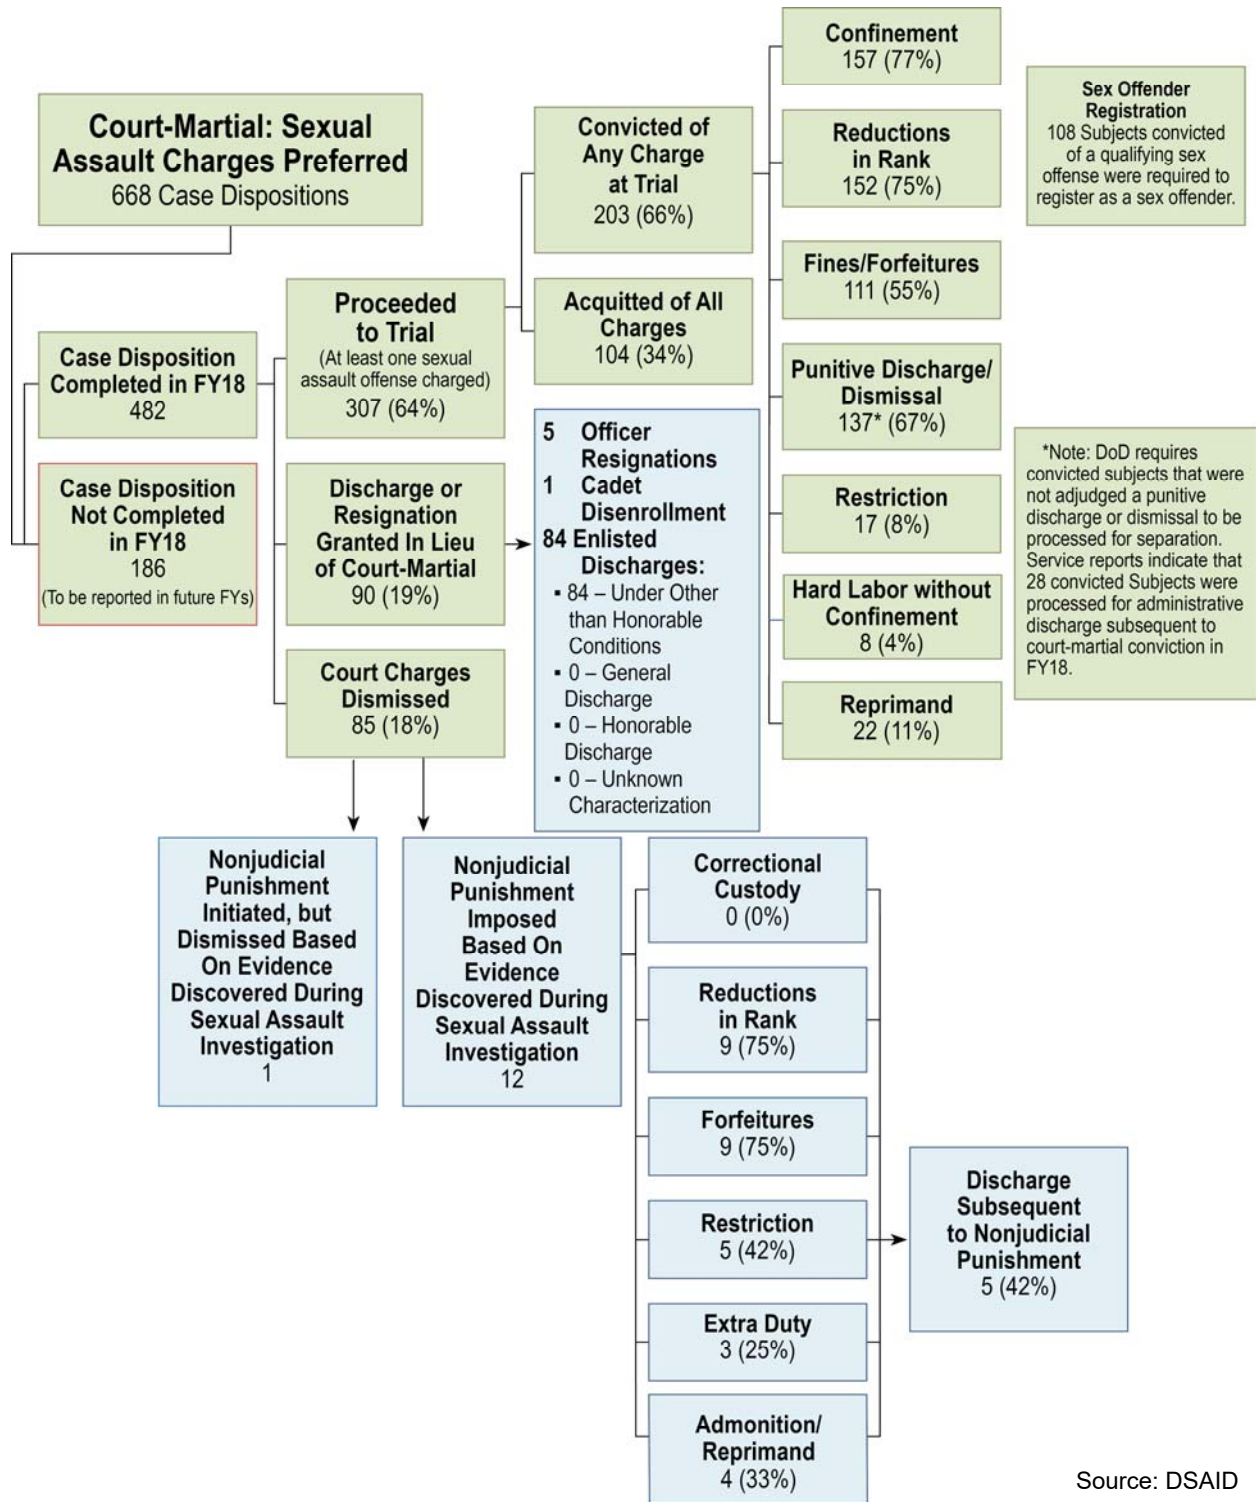 Court-Martial: Sexual
Assault Charges Preferred
668 Case Dispositions
Case Disposition
Completed in FY18
482
Case Disposition
Not Completed
in FY18
186
(To be reported in future FYs)
Proceeded
to Trial
(At least one sexual
assault offense charged)
307 (64%)
Discharge or
Resignation
Granted In Lieu
of Court-Martial
90 (19%)
Court Charges
Dismissed
85 (18%)
Convicted of
Any Charge
at Trial
203 (66%)
Acquitted of All
Charges
104 (34%)
5 Officer
Resignations
1 Cadet
Disenrollment
84 Enlisted
Discharges:
▪ 84 – Under Other
than Honorable
Conditions
▪ 0 – General
Discharge
▪ 0 – Honorable
Discharge
▪ 0 – Unknown
Characterization
Confinement
157 (77%)
Reductions
in Rank
152 (75%)
Fines/Forfeitures
111 (55%)
Punitive Discharge/
Dismissal
137* (67%)
Restriction
17 (8%)
Hard Labor without
Confinement
8 (4%)
Reprimand
22 (11%)
Sex Offender
Registration
108 Subjects convicted
of a qualifying sex
offense were required to
register as a sex offender.
*Note: DoD requires
convicted subjects that were
not adjudged a punitive
discharge or dismissal to be
processed for separation.
Service reports indicate that
28 convicted Subjects were
processed for administrative
discharge subsequent to
court-martial conviction in
FY18.
Nonjudicial
Punishment
Initiated, but
Dismissed Based
On Evidence
Discovered During
Sexual Assault
Investigation
1
Nonjudicial
Punishment
Imposed
Based On
Evidence
Discovered During
Sexual Assault
Investigation
12
Correctional
Custody
0 (0%)
Reductions
in Rank
9 (75%)
Forfeitures
9 (75%)
Restriction
5 (42%)
Extra Duty
3 (25%)
Admonition/
Reprimand
4 (33%)
Discharge
Subsequent
to Nonjudicial
Punishment
5 (42%)
Source: DSAID